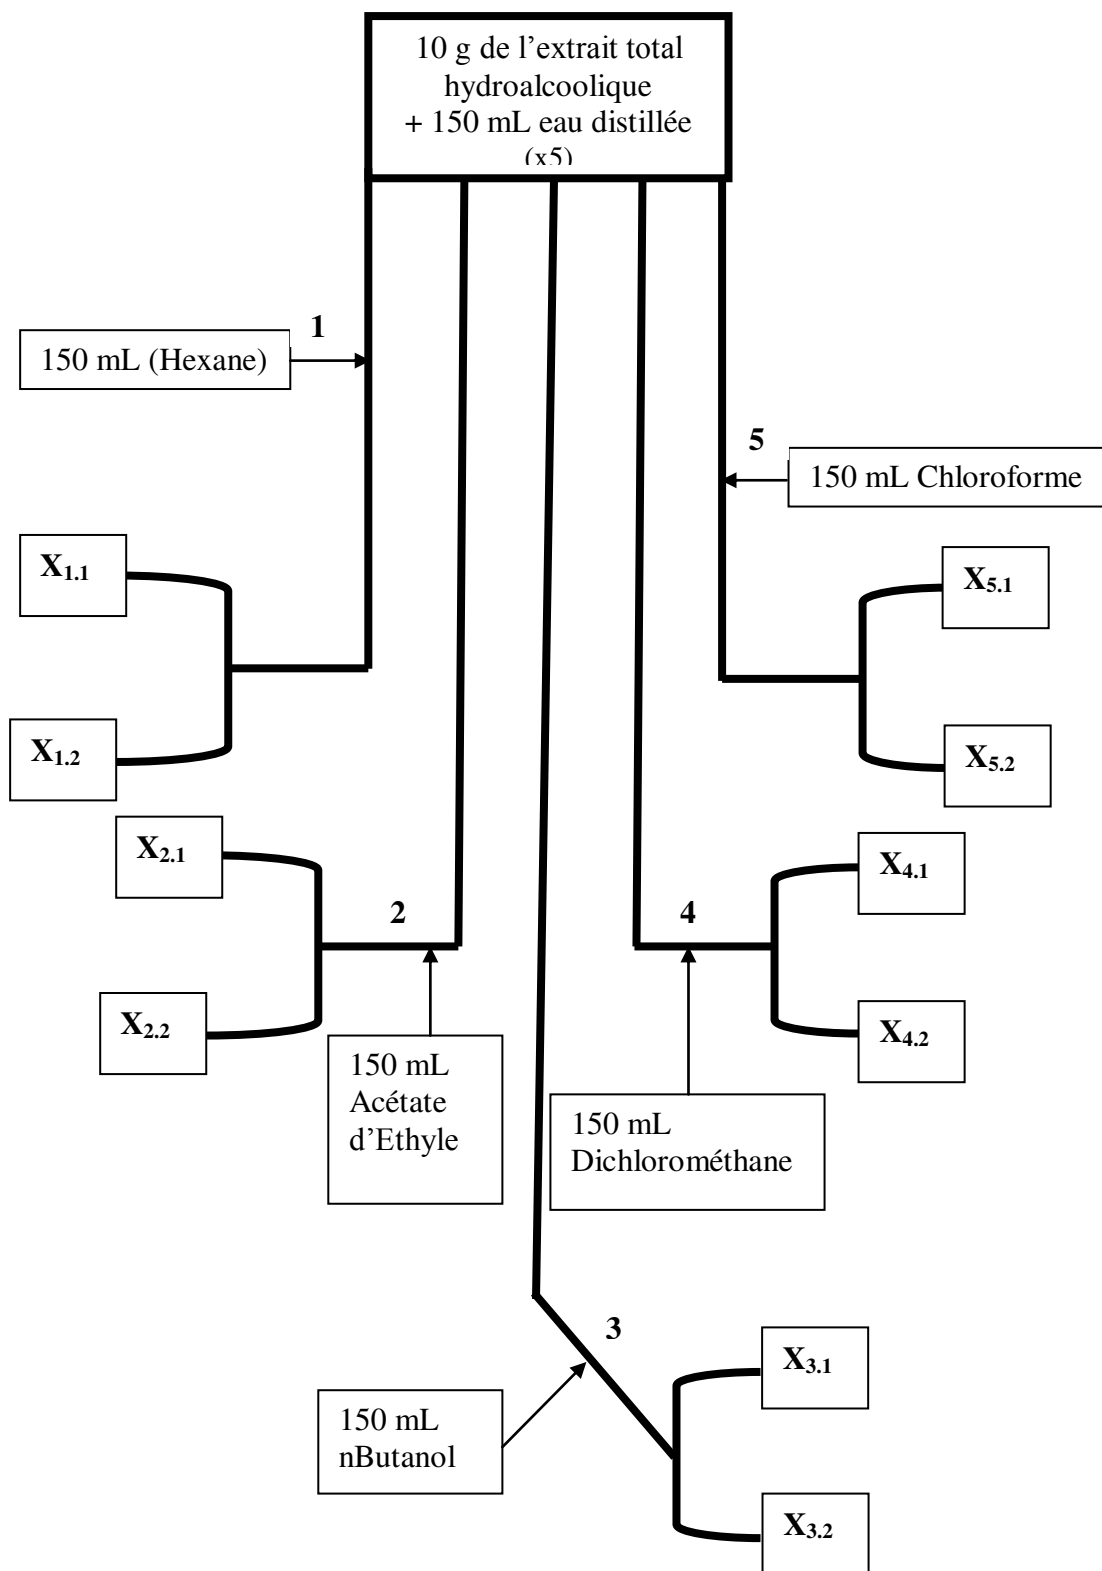 10 g de l’extrait total
hydroalcoolique
+ 150 mL eau distillée
(x5)
1
150 mL (Hexane)
5
150 mL Chloroforme
X1.1
X5.1
X1.2
X5.2
X2.1
X4.1
2
4
X2.2
X4.2
150 mL
Acétate
d’Ethyle
150 mL
Dichlorométhane
3
X3.1
150 mL
nButanol
X3.2